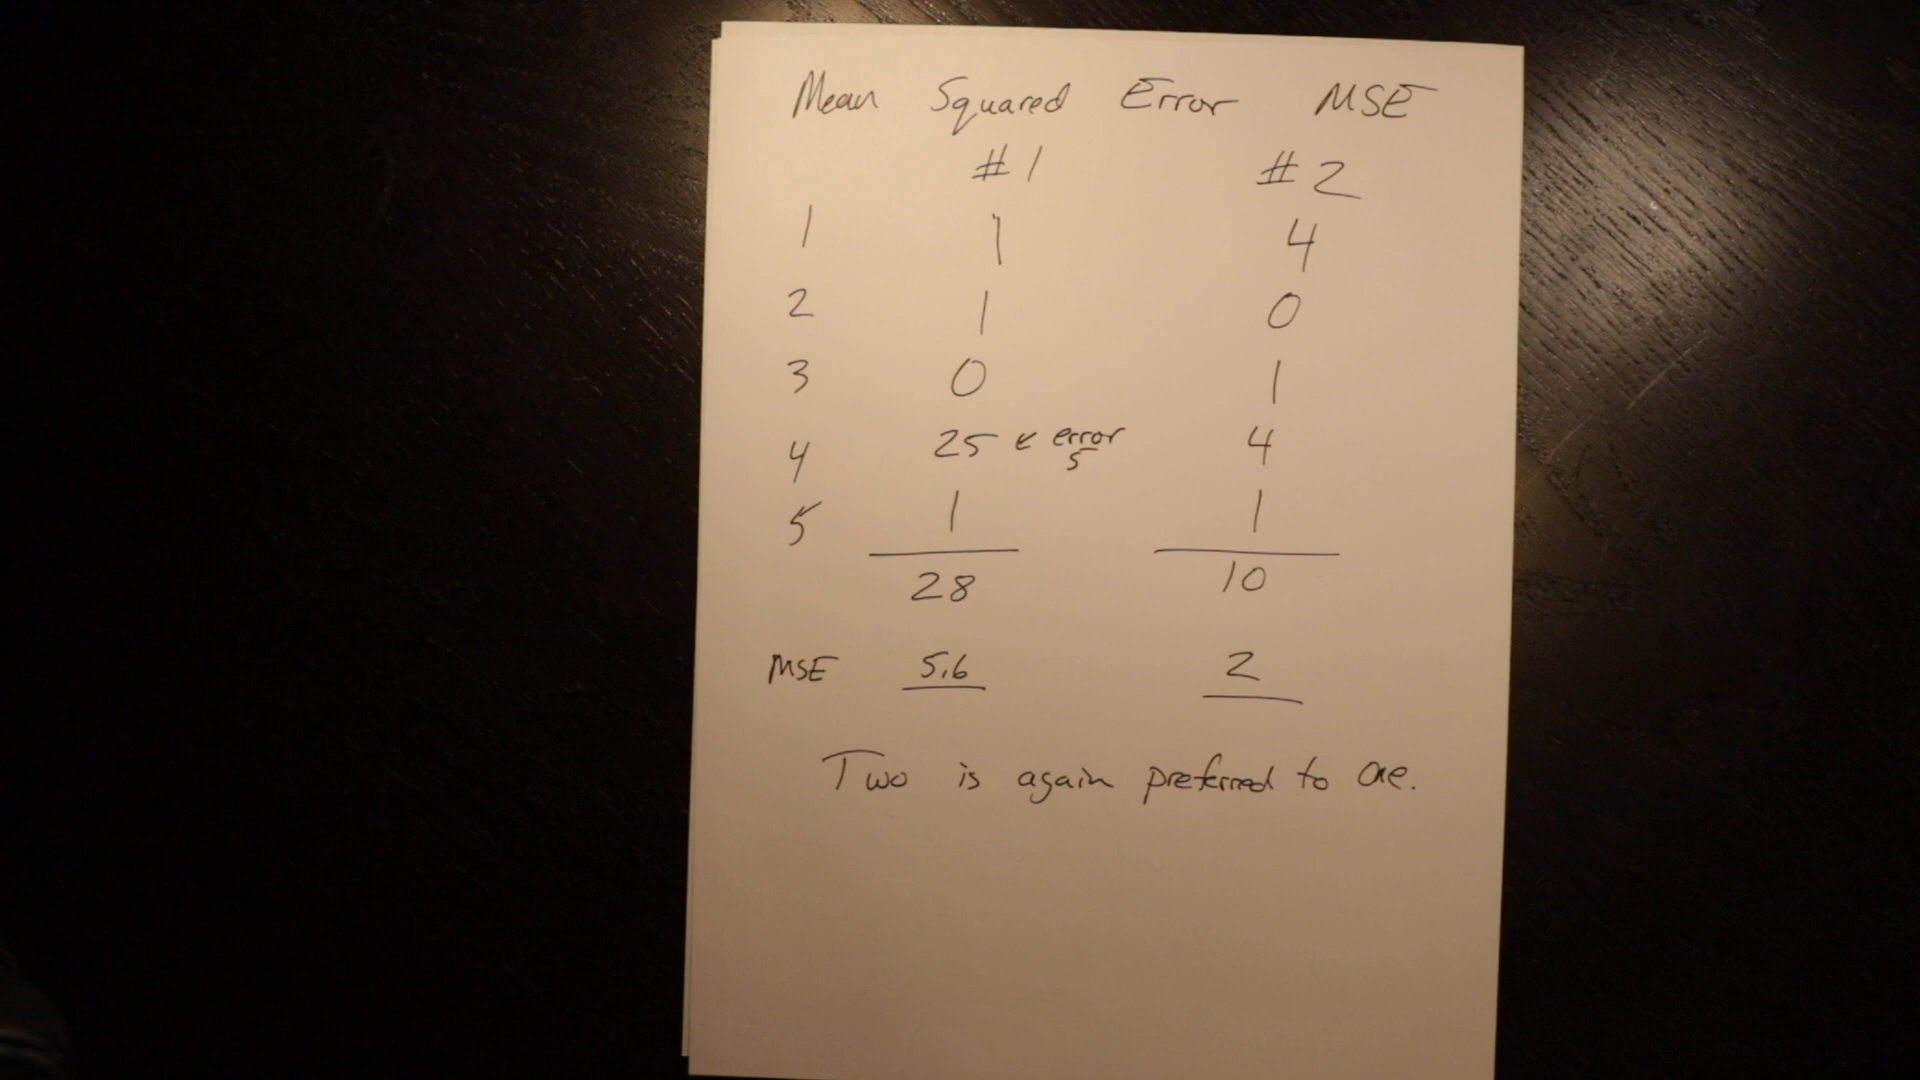 Mean Squared Error MSE
#1 #2
1 1 4
2 1 0
3 0 1
4 25 ← error 5 4
5 1 1
28 10
MSE 5.6 2
Two is again preferred to one.